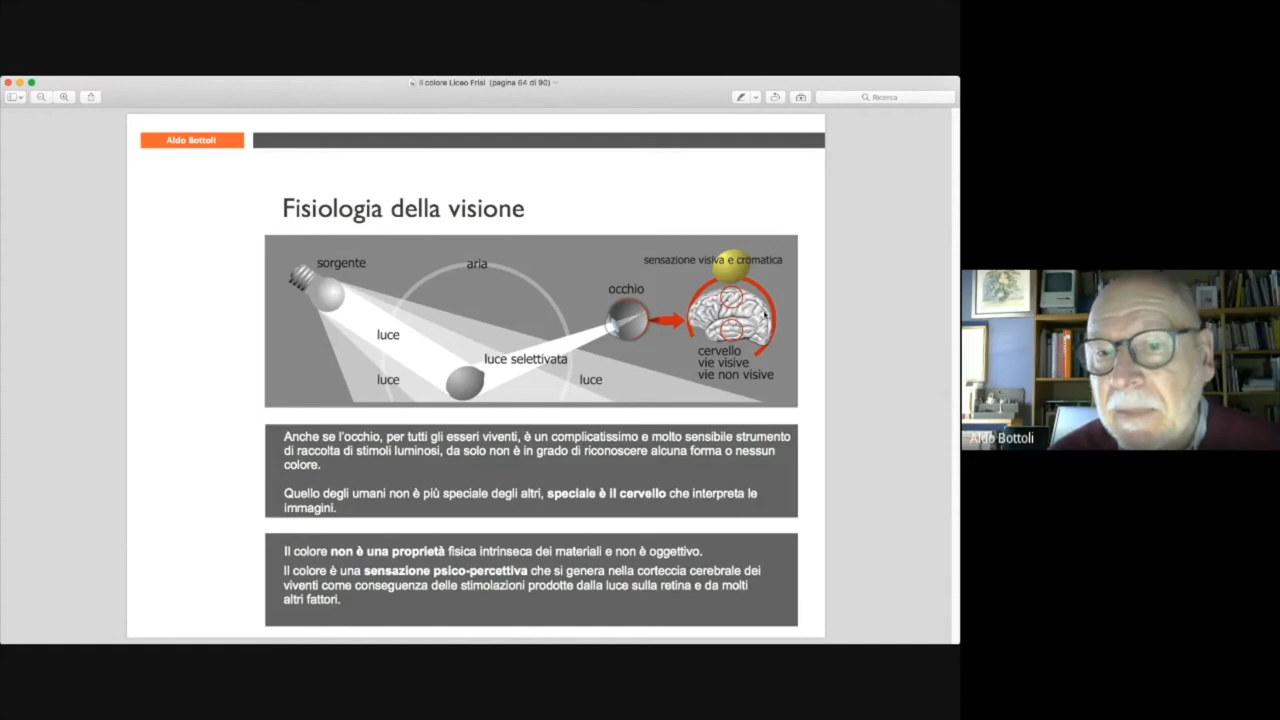 Il colore Liceo Frisi (pagina 64 di 90)
Ricerca
Aldo Bottoli
Fisiologia della visione
sorgente
aria
sensazione visiva e cromatica
occhio
luce
luce selettivata
luce
luce
cervello
vie visive
vie non visive
Anche se l'occhio, per tutti gli esseri viventi, è un complicatissimo e molto sensibile strumento
di raccolta di stimoli luminosi, da solo non è in grado di riconoscere alcuna forma o nessun
colore.
Quello degli umani non è più speciale degli altri, speciale è il cervello che interpreta le
immagini.
Il colore non è una proprietà fisica intrinseca dei materiali e non è oggettivo.
Il colore è una sensazione psico-percettiva che si genera nella corteccia cerebrale dei
viventi come conseguenza delle stimolazioni prodotte dalla luce sulla retina e da molti
altri fattori.
Aldo Bottoli